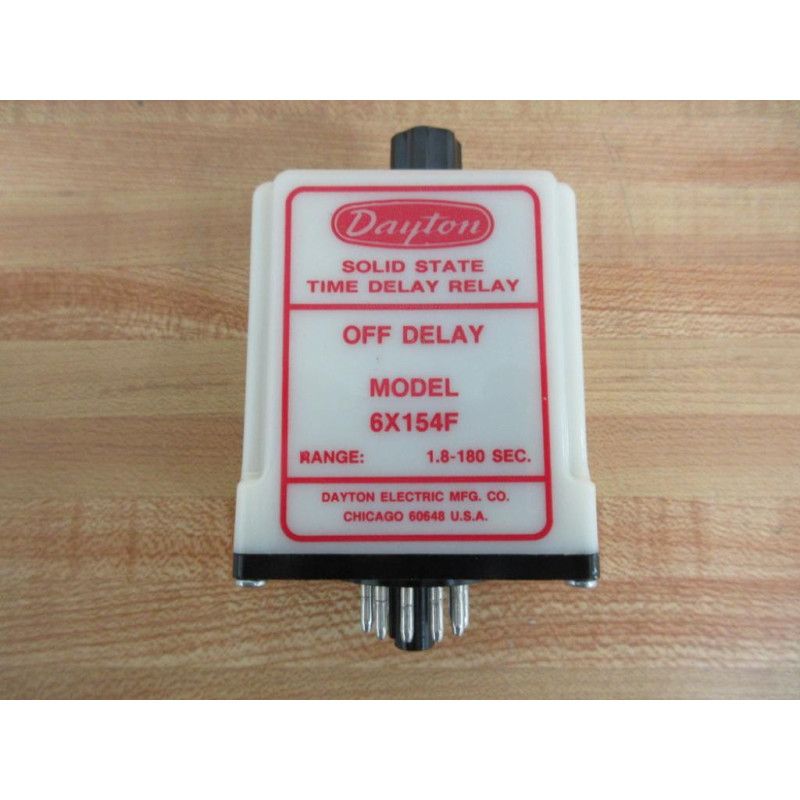 Dayton
SOLID STATE
TIME DELAY RELAY
OFF DELAY
MODEL
6X154F
RANGE: 1.8-180 SEC.
DAYTON ELECTRIC MFG. CO.
CHICAGO 60648 U.S.A.